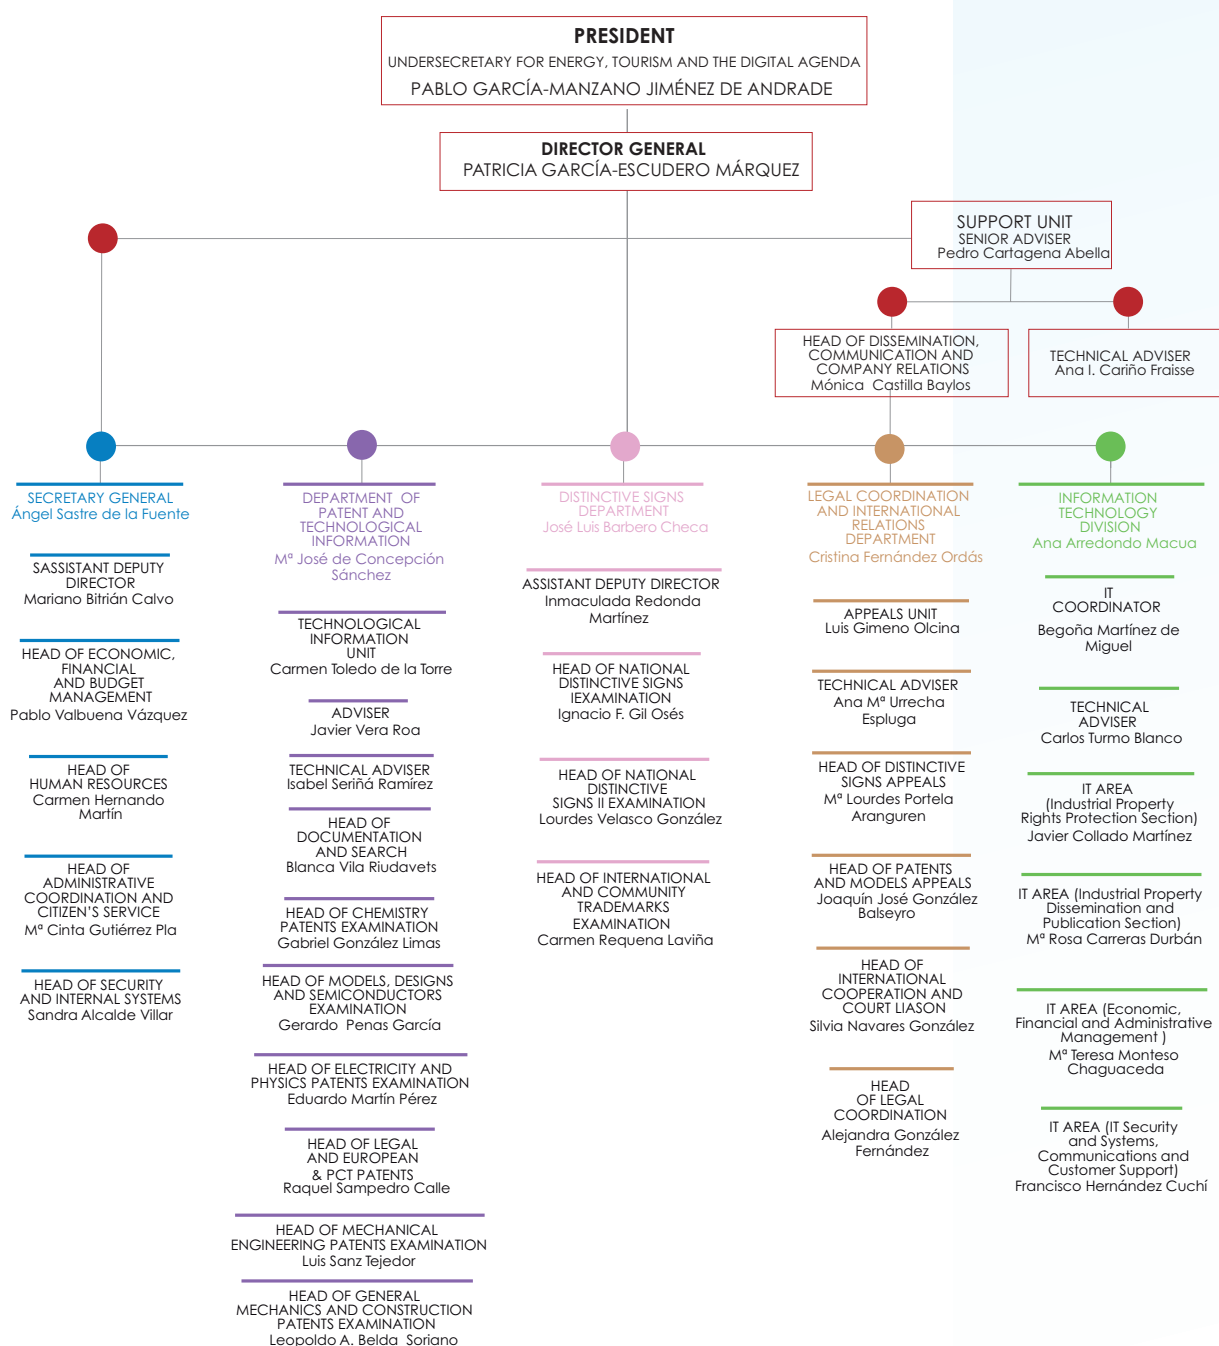 PRESIDENT
UNDERSECRETARY FOR ENERGY, TOURISM AND THE DIGITAL AGENDA
PABLO GARCÍA-MANZANO JIMÉNEZ DE ANDRADE
DIRECTOR GENERAL
PATRICIA GARCÍA-ESCUDERO MÁRQUEZ
SUPPORT UNIT
SENIOR ADVISER
Pedro Cartagena Abella
HEAD OF DISSEMINATION,
COMMUNICATION AND
COMPANY RELATIONS
Mónica Castilla Baylos
TECHNICAL ADVISER
Ana I. Cariño Fraisse
SECRETARY GENERAL
Ángel Sastre de la Fuente
SASSISTANT DEPUTY
DIRECTOR
Mariano Bitrián Calvo
HEAD OF ECONOMIC,
FINANCIAL
AND BUDGET
MANAGEMENT
Pablo Valbuena Vázquez
HEAD OF
HUMAN RESOURCES
Carmen Hernando
Martín
HEAD OF
ADMINISTRATIVE
COORDINATION AND
CITIZEN'S SERVICE
Mª Cinta Gutiérrez Pla
HEAD OF SECURITY
AND INTERNAL SYSTEMS
Sandra Alcalde Villar
DEPARTMENT OF
PATENT AND
TECHNOLOGICAL
INFORMATION
Mª José de Concepción
Sánchez
TECHNOLOGICAL
INFORMATION
UNIT
Carmen Toledo de la Torre
ADVISER
Javier Vera Roa
TECHNICAL ADVISER
Isabel Seriñá Ramírez
HEAD OF
DOCUMENTATION
AND SEARCH
Blanca Vila Riudavets
HEAD OF CHEMISTRY
PATENTS EXAMINATION
Gabriel González Limas
HEAD OF MODELS, DESIGNS
AND SEMICONDUCTORS
EXAMINATION
Gerardo Penas García
HEAD OF ELECTRICITY AND
PHYSICS PATENTS EXAMINATION
Eduardo Martín Pérez
HEAD OF LEGAL
AND EUROPEAN
& PCT PATENTS
Raquel Sampedro Calle
HEAD OF MECHANICAL
ENGINEERING PATENTS EXAMINATION
Luis Sanz Tejedor
HEAD OF GENERAL
MECHANICS AND CONSTRUCTION
PATENTS EXAMINATION
Leopoldo A. Belda Soriano
DISTINCTIVE SIGNS
DEPARTMENT
José Luis Barbero Checa
ASSISTANT DEPUTY DIRECTOR
Inmaculada Redonda
Martínez
HEAD OF NATIONAL
DISTINCTIVE SIGNS
IEXAMINATION
Ignacio F. Gil Osés
HEAD OF NATIONAL
DISTINCTIVE
SIGNS II EXAMINATION
Lourdes Velasco González
HEAD OF INTERNATIONAL
AND COMMUNITY
TRADEMARKS
EXAMINATION
Carmen Requena Laviña
LEGAL COORDINATION
AND INTERNATIONAL
RELATIONS
DEPARTMENT
Cristina Fernández Ordás
APPEALS UNIT
Luis Gimeno Olcina
TECHNICAL ADVISER
Ana Mª Urrecha
Espluga
HEAD OF DISTINCTIVE
SIGNS APPEALS
Mª Lourdes Portela
Aranguren
HEAD OF PATENTS
AND MODELS APPEALS
Joaquín José González
Balseyro
HEAD OF
INTERNATIONAL
COOPERATION AND
COURT LIASON
Silvia Navares González
HEAD
OF LEGAL
COORDINATION
Alejandra González
Fernández
INFORMATION
TECHNOLOGY
DIVISION
Ana Arredondo Macua
IT
COORDINATOR
Begoña Martínez de
Miguel
TECHNICAL
ADVISER
Carlos Turmo Blanco
IT AREA
(Industrial Property
Rights Protection Section)
Javier Collado Martínez
IT AREA (Industrial Property
Dissemination and
Publication Section)
Mª Rosa Carreras Durbán
IT AREA (Economic,
Financial and Administrative
Management )
Mª Teresa Monteso
Chaguaceda
IT AREA (IT Security
and Systems,
Communications and
Customer Support)
Francisco Hernández Cuchí